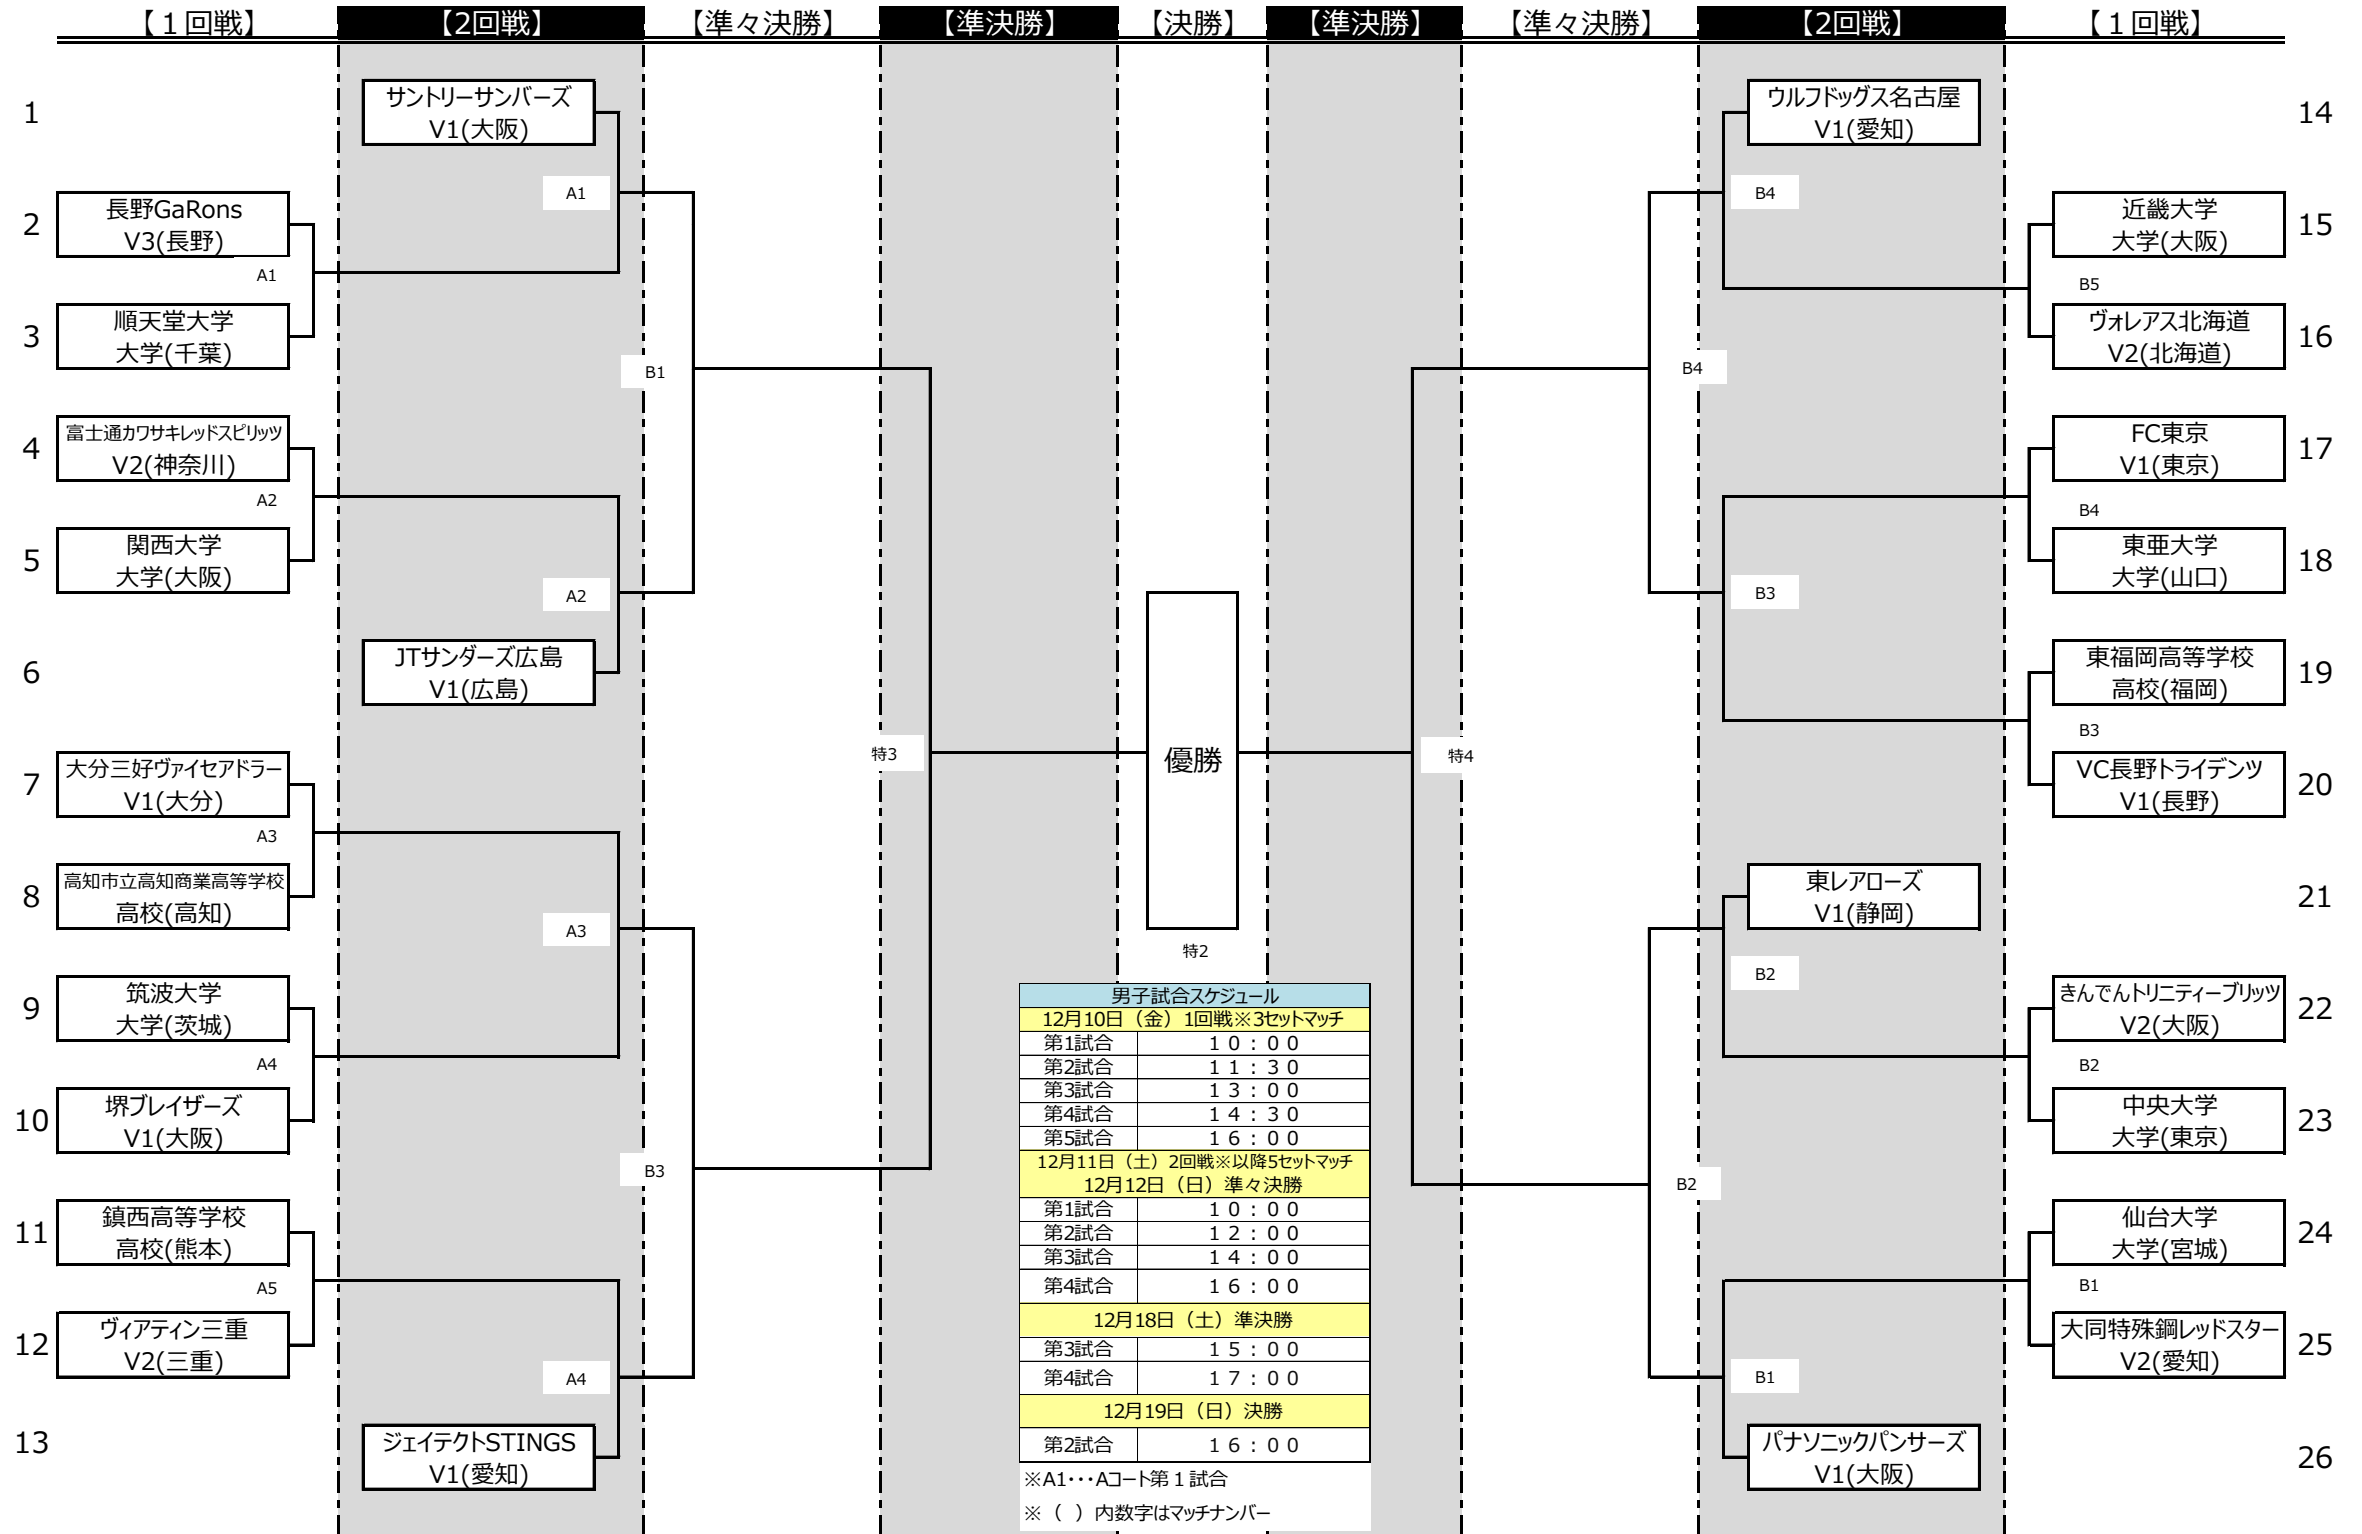 【１回戦】
【2回戦】
【準々決勝】
【準決勝】
【決勝】
【準決勝】
【準々決勝】
【2回戦】
【１回戦】
1
サントリーサンバーズ
V1(大阪)
A1
2
長野GaRons
V3(長野)
A1
3
順天堂大学
大学(千葉)
B1
4
富士通カワサキレッドスピリッツ
V2(神奈川)
A2
5
関西大学
大学(大阪)
A2
6
JTサンダーズ広島
V1(広島)
特3
7
大分三好ヴァイセアドラー
V1(大分)
A3
8
高知市立高知商業高等学校
高校(高知)
A3
9
筑波大学
大学(茨城)
A4
10
堺ブレイザーズ
V1(大阪)
B3
11
鎮西高等学校
高校(熊本)
A5
12
ヴィアティン三重
V2(三重)
A4
13
ジェイテクトSTINGS
V1(愛知)
優勝
特2
男子試合スケジュール
12月10日（金）1回戦※3セットマッチ
第1試合 １０：００
第2試合 １１：３０
第3試合 １３：００
第4試合 １４：３０
第5試合 １６：００
12月11日（土）2回戦※以降5セットマッチ
12月12日（日）準々決勝
第1試合 １０：００
第2試合 １２：００
第3試合 １４：００
第4試合 １６：００
12月18日（土）準決勝
第3試合 １５：００
第4試合 １７：００
12月19日（日）決勝
第2試合 １６：００
※A1・・・Aコート第１試合
※（　）内数字はマッチナンバー
ウルフドッグス名古屋
V1(愛知)
14
B4
近畿大学
大学(大阪)
15
B5
ヴォレアス北海道
V2(北海道)
16
B4
FC東京
V1(東京)
17
B4
東亜大学
大学(山口)
18
B3
東福岡高等学校
高校(福岡)
19
B3
特4
VC長野トライデンツ
V1(長野)
20
東レアローズ
V1(静岡)
21
B2
きんでんトリニティーブリッツ
V2(大阪)
22
B2
中央大学
大学(東京)
23
B2
仙台大学
大学(宮城)
24
B1
大同特殊鋼レッドスター
V2(愛知)
25
B1
パナソニックパンサーズ
V1(大阪)
26